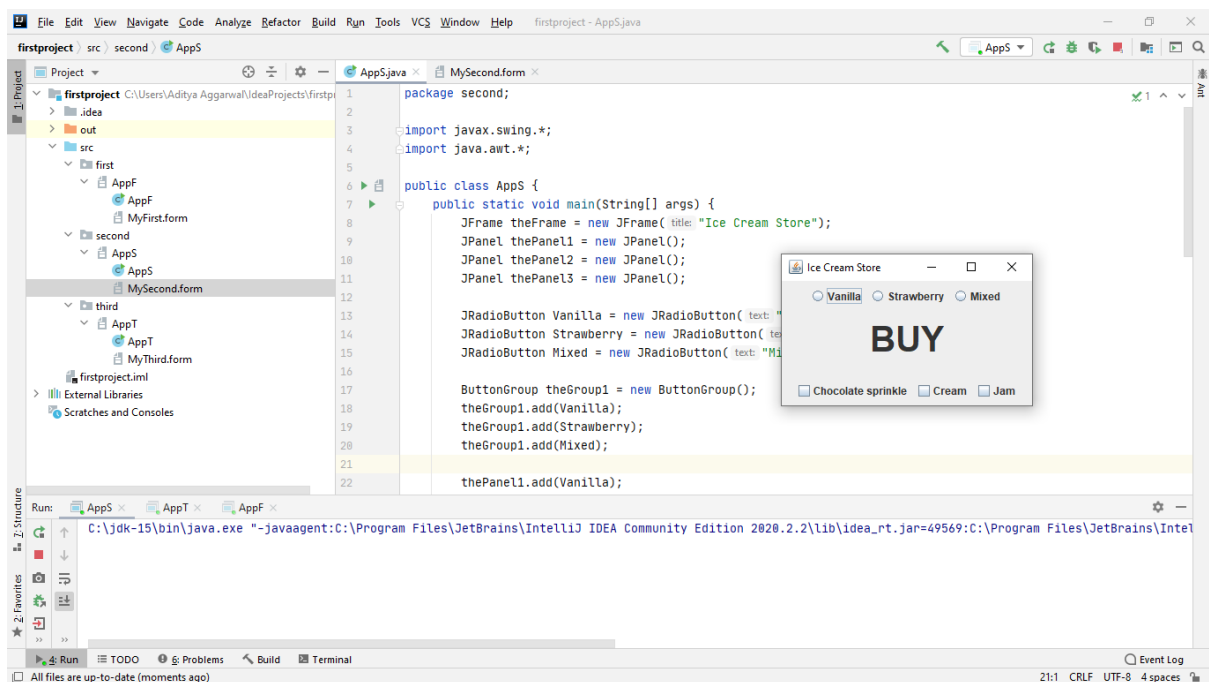 File Edit View Navigate Code Analyze Refactor Build Run Tools VCS Window Help firstproject - AppS.java
firstproject src second AppS
AppS
1: Project
Project
AppS.java
MySecond.form
firstproject C:\Users\Aditya Aggarwal\IdeaProjects\firstpr
.idea
out
src
first
AppF
AppF
MyFirst.form
second
AppS
AppS
MySecond.form
third
AppT
AppT
MyThird.form
firstproject.iml
External Libraries
Scratches and Consoles
1 package second;
2
3 import javax.swing.*;
4 import java.awt.*;
5
6 public class AppS {
7 public static void main(String[] args) {
8 JFrame theFrame = new JFrame( title: "Ice Cream Store");
9 JPanel thePanel1 = new JPanel();
10 JPanel thePanel2 = new JPanel();
11 JPanel thePanel3 = new JPanel();
12
13 JRadioButton Vanilla = new JRadioButton( text: "
14 JRadioButton Strawberry = new JRadioButton( te
15 JRadioButton Mixed = new JRadioButton( text: "Mi
16
17 ButtonGroup theGroup1 = new ButtonGroup();
18 theGroup1.add(Vanilla);
19 theGroup1.add(Strawberry);
20 theGroup1.add(Mixed);
21
22 thePanel1.add(Vanilla);
1
Ant
Ice Cream Store
Vanilla Strawberry Mixed
BUY
Chocolate sprinkle Cream Jam
Run: AppS AppT AppF
C:\jdk-15\bin\java.exe "-javaagent:C:\Program Files\JetBrains\IntelliJ IDEA Community Edition 2020.2.2\lib\idea_rt.jar=49569:C:\Program Files\JetBrains\Intel
7: Structure
2: Favorites
4: Run TODO 6: Problems Build Terminal Event Log
All files are up-to-date (moments ago) 21:1 CRLF UTF-8 4 spaces